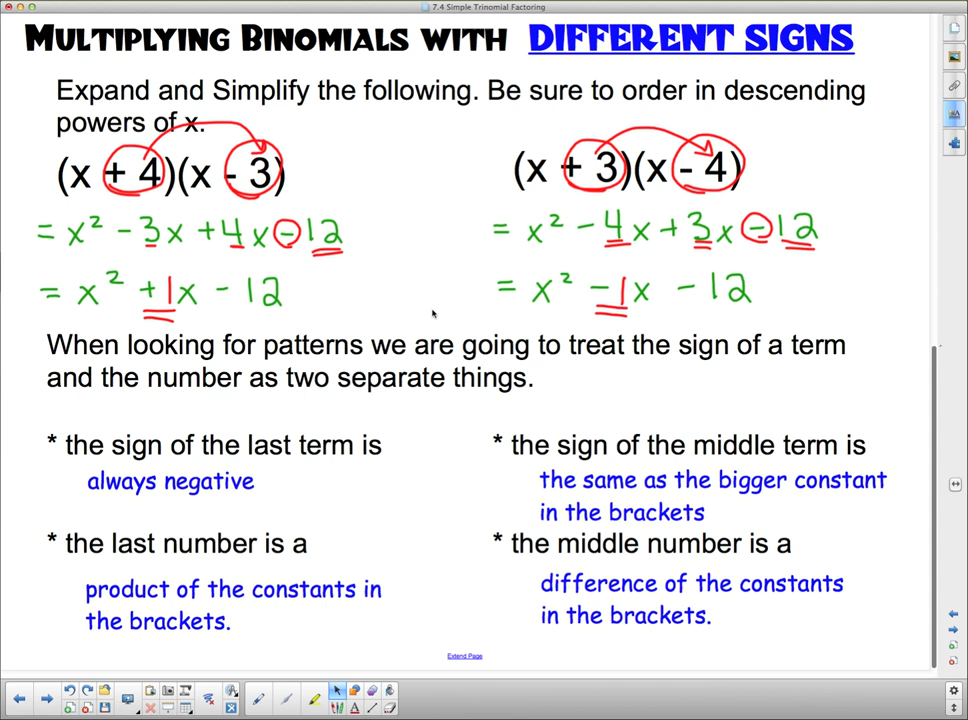 7.4 Simple Trinomial Factoring
MULTIPLYING BINOMIALS WITH DIFFERENT SIGNS
Expand and Simplify the following. Be sure to order in descending
powers of x.
(x + 4)(x - 3)
= x² - 3x + 4x - 12
= x² + 1x - 12
(x + 3)(x - 4)
= x² - 4x + 3x - 12
= x² - 1x - 12
When looking for patterns we are going to treat the sign of a term
and the number as two separate things.
* the sign of the last term is
always negative
* the sign of the middle term is
the same as the bigger constant
in the brackets
* the last number is a
product of the constants in
the brackets.
* the middle number is a
difference of the constants
in the brackets.
Extend Page